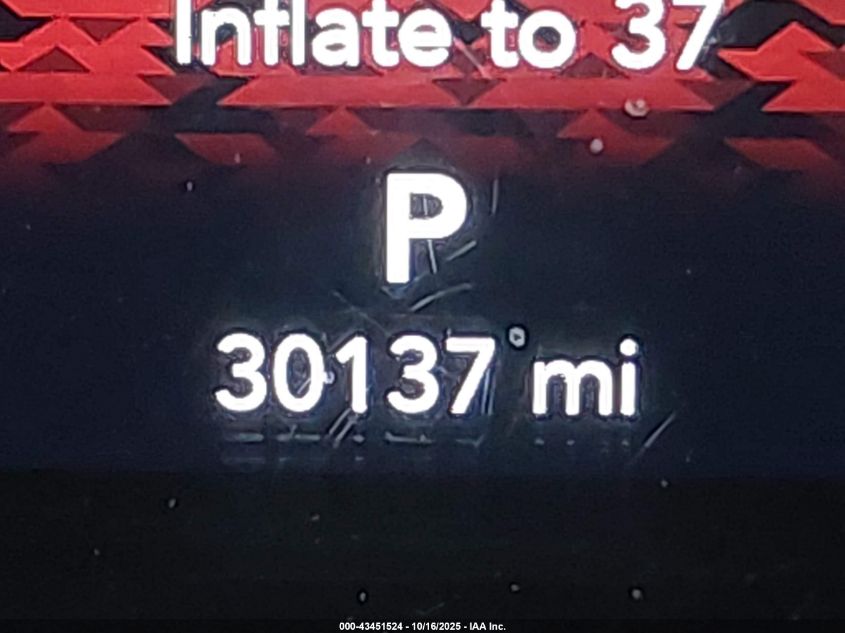 Inflate to 37
P
30137 mi
000-43451524 - 10/16/2025 - IAA Inc.